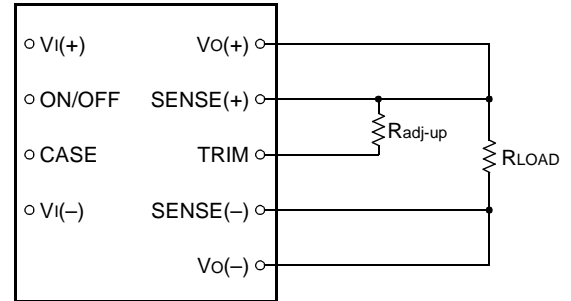 VI(+) VO(+)
ON/OFF SENSE(+)
Radj-up
CASE TRIM RLOAD
VI(–) SENSE(–)
VO(–)